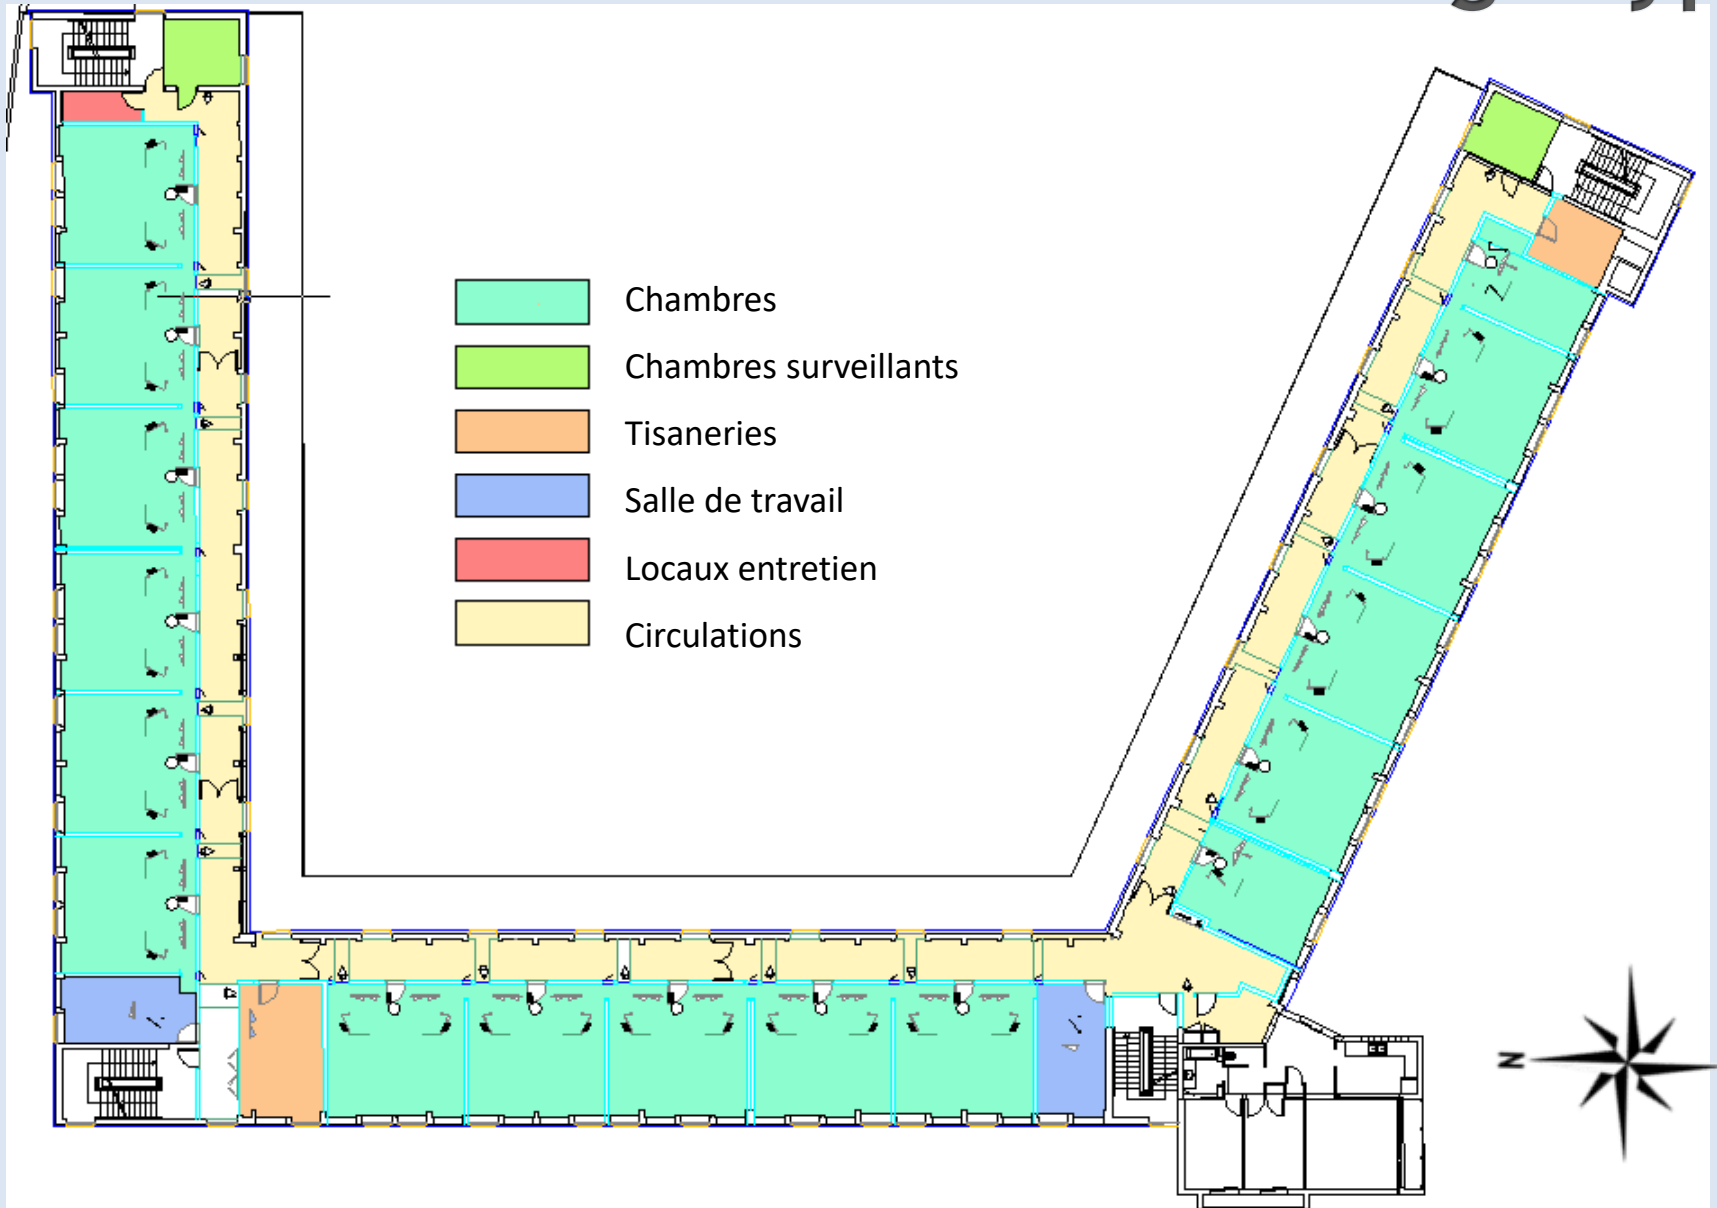 Chambres
Chambres surveillants
Tisaneries
Salle de travail
Locaux entretien
Circulations
N